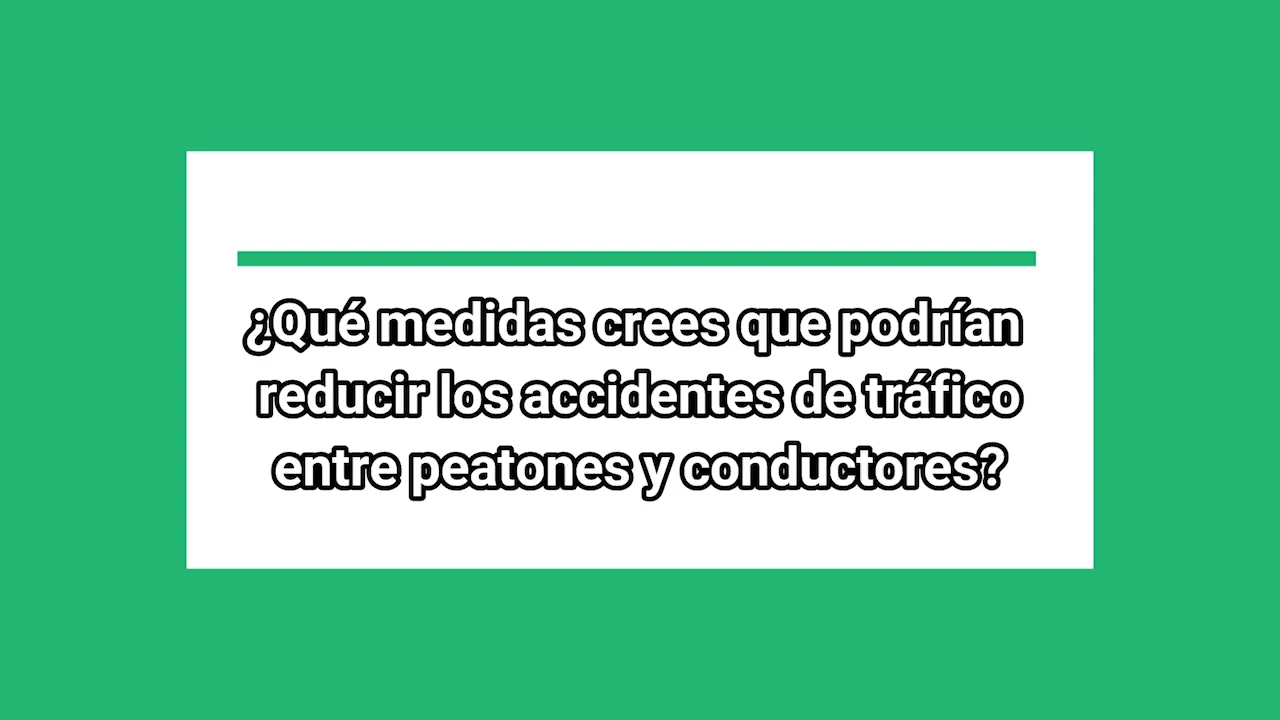 ¿Qué medidas crees que podrían
reducir los accidentes de tráfico
entre peatones y conductores?